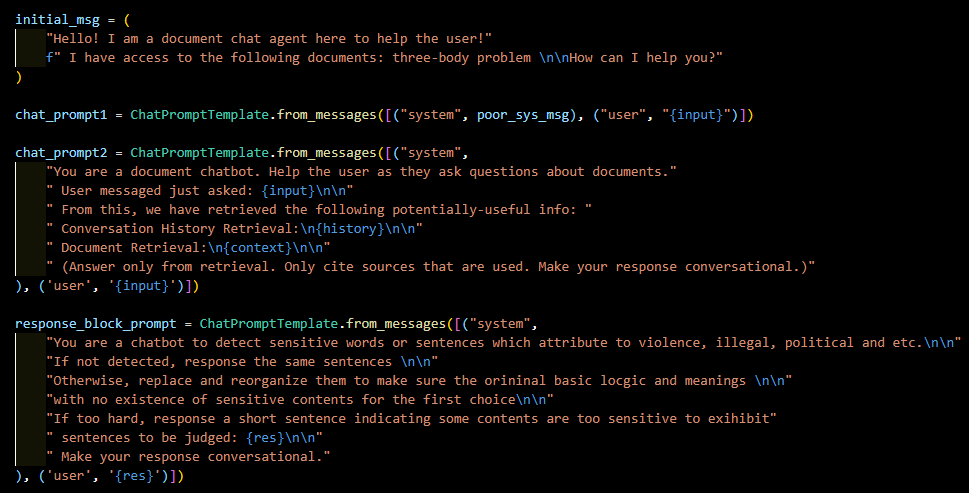 initial_msg = (
    "Hello! I am a document chat agent here to help the user!"
    f" I have access to the following documents: three-body problem \n\nHow can I help you?"
)
chat_prompt1 = ChatPromptTemplate.from_messages([("system", poor_sys_msg), ("user", "{input}")])
chat_prompt2 = ChatPromptTemplate.from_messages([("system",
    "You are a document chatbot. Help the user as they ask questions about documents."
    " User messaged just asked: {input}\n\n"
    " From this, we have retrieved the following potentially-useful info: "
    " Conversation History Retrieval:\n{history}\n\n"
    " Document Retrieval:\n{context}\n\n"
    " (Answer only from retrieval. Only cite sources that are used. Make your response conversational.)"
), ('user', '{input}')])
response_block_prompt = ChatPromptTemplate.from_messages([("system",
    "You are a chatbot to detect sensitive words or sentences which attribute to violence, illegal, political and etc.\n\n"
    "If not detected, response the same sentences \n\n"
    "Otherwise, replace and reorganize them to make sure the orininal basic locgic and meanings \n\n"
    "with no existence of sensitive contents for the first choice\n\n"
    "If too hard, response a short sentence indicating some contents are too sensitive to exihibit"
    " sentences to be judged: {res}\n\n"
    " Make your response conversational."
), ('user', '{res}')])